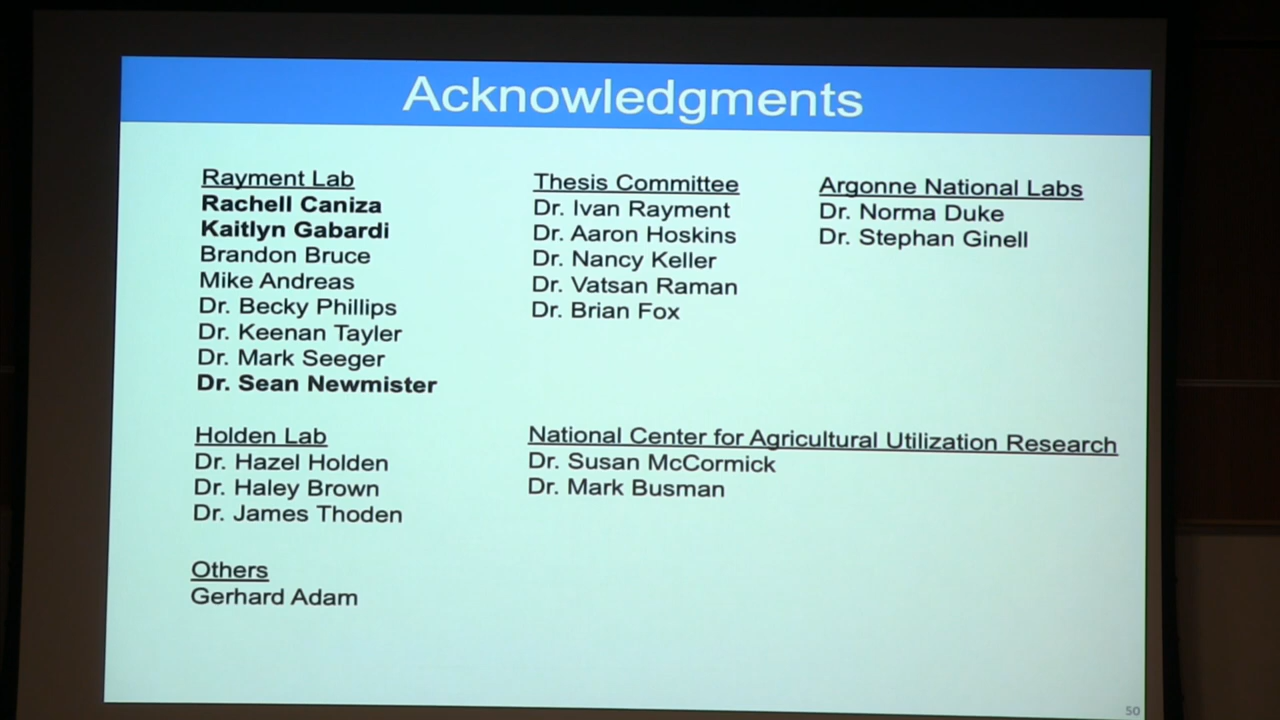 Acknowledgments
Rayment Lab
Rachell Caniza
Kaitlyn Gabardi
Brandon Bruce
Mike Andreas
Dr. Becky Phillips
Dr. Keenan Tayler
Dr. Mark Seeger
Dr. Sean Newmister
Thesis Committee
Dr. Ivan Rayment
Dr. Aaron Hoskins
Dr. Nancy Keller
Dr. Vatsan Raman
Dr. Brian Fox
Argonne National Labs
Dr. Norma Duke
Dr. Stephan Ginell
Holden Lab
Dr. Hazel Holden
Dr. Haley Brown
Dr. James Thoden
National Center for Agricultural Utilization Research
Dr. Susan McCormick
Dr. Mark Busman
Others
Gerhard Adam
50